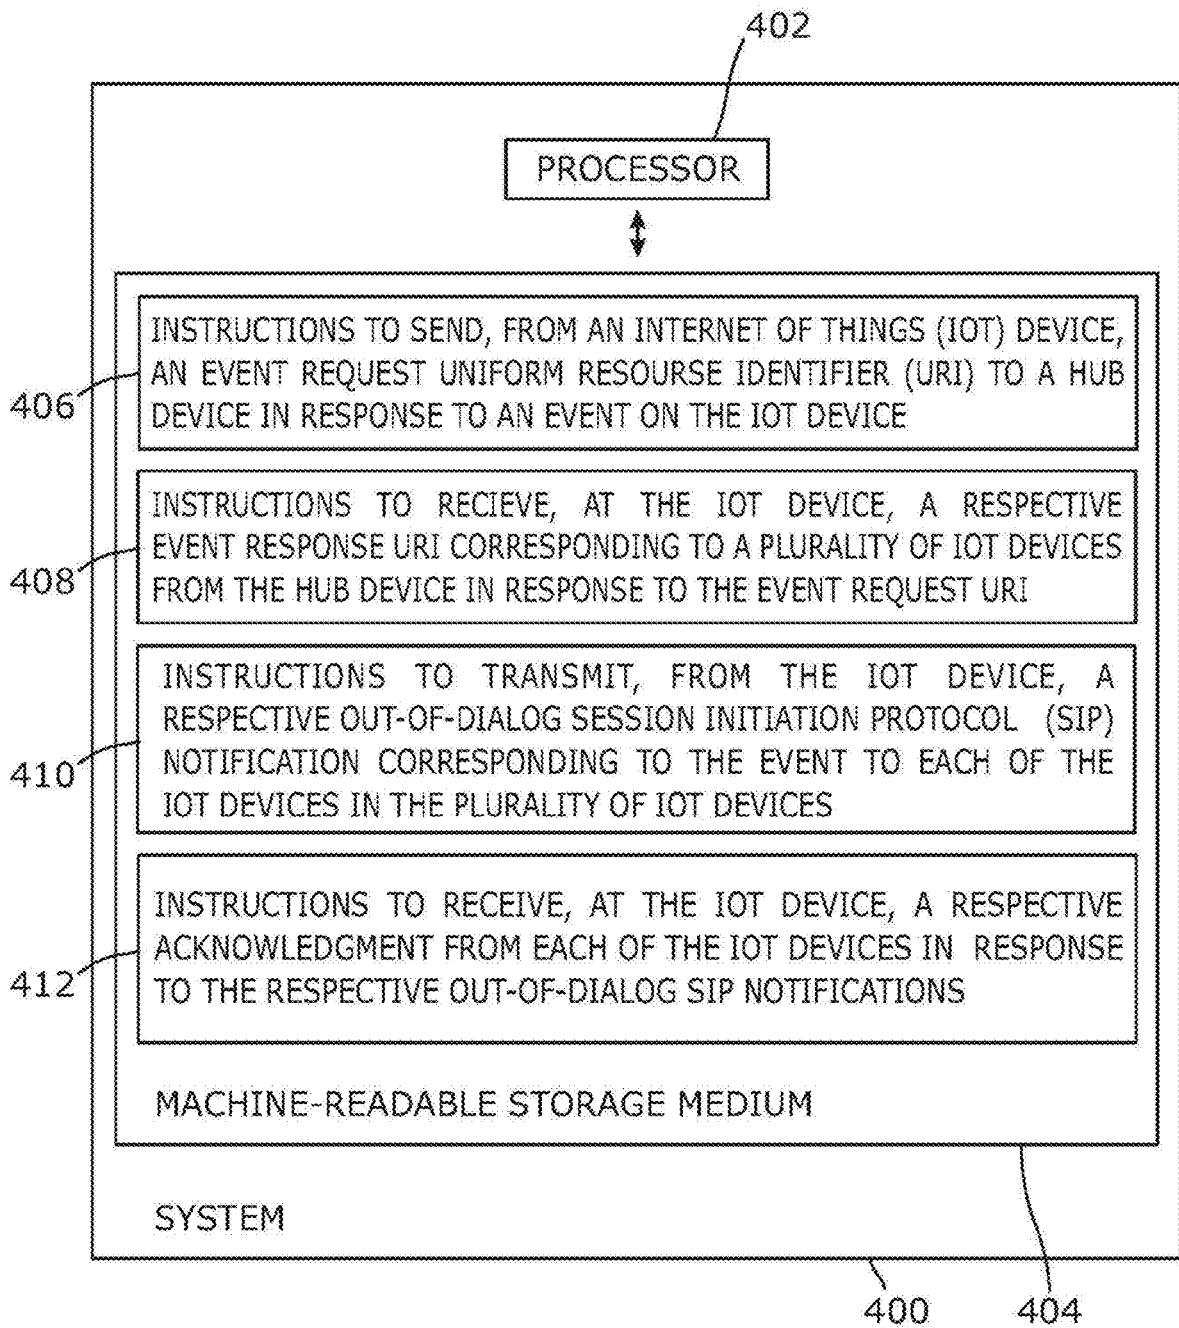 402
PROCESSOR
INSTRUCTIONS TO SEND, FROM AN INTERNET OF THINGS (IOT) DEVICE,
AN EVENT REQUEST UNIFORM RESOURSE IDENTIFIER (URI) TO A HUB
DEVICE IN RESPONSE TO AN EVENT ON THE IOT DEVICE
406
INSTRUCTIONS TO RECIEVE, AT THE IOT DEVICE, A RESPECTIVE
EVENT RESPONSE URI CORRESPONDING TO A PLURALITY OF IOT DEVICES
FROM THE HUB DEVICE IN RESPONSE TO THE EVENT REQUEST URI
408
INSTRUCTIONS TO TRANSMIT, FROM THE IOT DEVICE, A
RESPECTIVE OUT-OF-DIALOG SESSION INITIATION PROTOCOL (SIP)
NOTIFICATION CORRESPONDING TO THE EVENT TO EACH OF THE
IOT DEVICES IN THE PLURALITY OF IOT DEVICES
410
INSTRUCTIONS TO RECEIVE, AT THE IOT DEVICE, A RESPECTIVE
ACKNOWLEDGMENT FROM EACH OF THE IOT DEVICES IN RESPONSE
TO THE RESPECTIVE OUT-OF-DIALOG SIP NOTIFICATIONS
412
MACHINE-READABLE STORAGE MEDIUM
SYSTEM
400
404